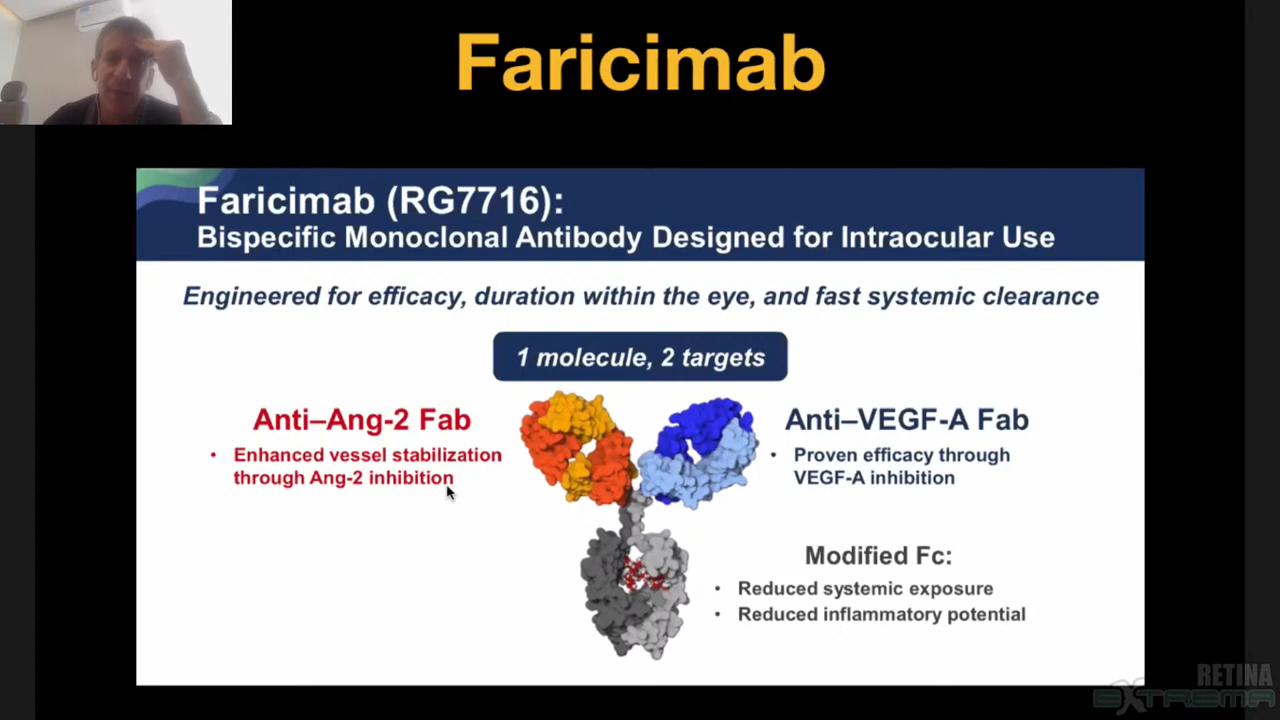 Faricimab
Faricimab (RG7716):
Bispecific Monoclonal Antibody Designed for Intraocular Use
Engineered for efficacy, duration within the eye, and fast systemic clearance
1 molecule, 2 targets
Anti–Ang-2 Fab
• Enhanced vessel stabilization
through Ang-2 inhibition
Anti–VEGF-A Fab
• Proven efficacy through
VEGF-A inhibition
Modified Fc:
• Reduced systemic exposure
• Reduced inflammatory potential
RETINA
EXTREMA